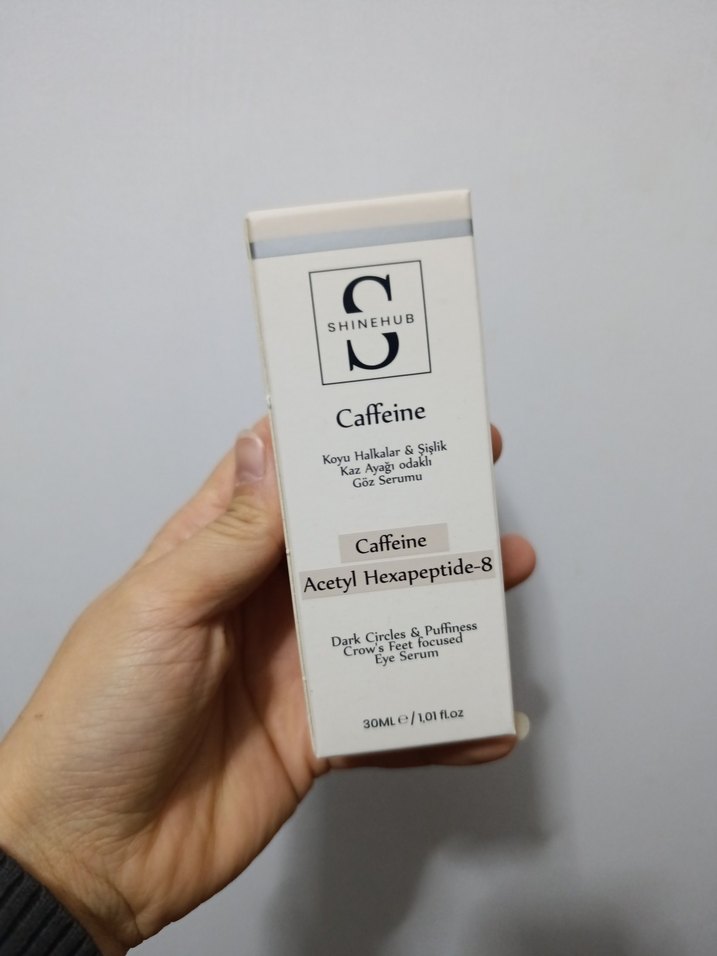 SHINEHUB
Caffeine
Koyu Halkalar & Şişlik
Kaz Ayağı odaklı
Göz Serumu
Caffeine
Acetyl Hexapeptide-8
Dark Circles & Puffiness
Crow's Feet focused
Eye Serum
30ML ℮ / 1,01 fl.oz